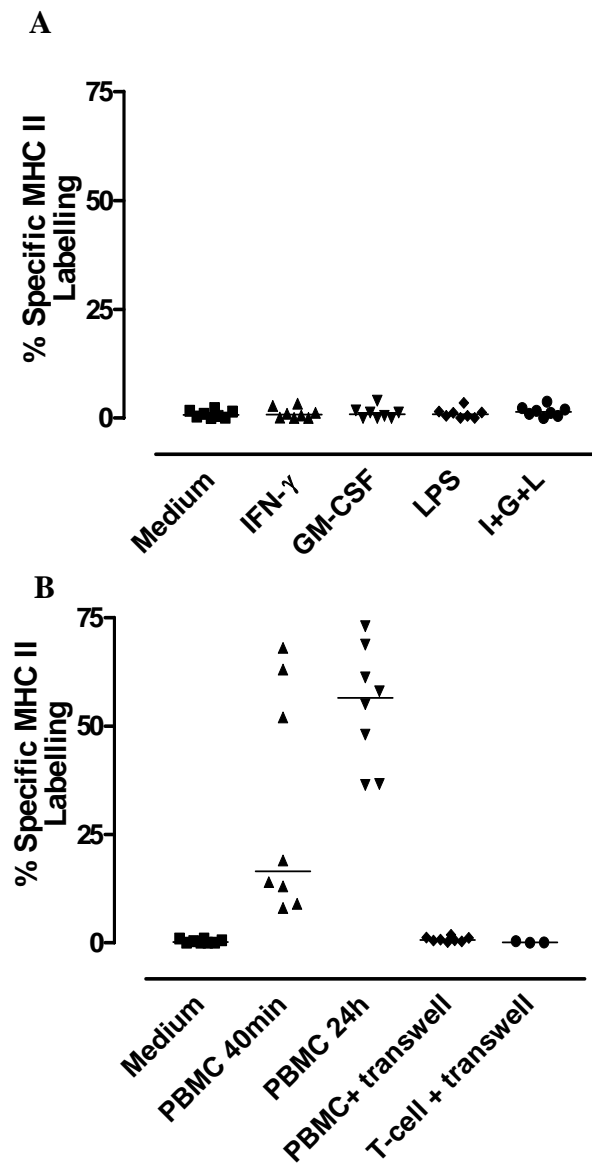 A
% Specific MHC II
Labelling
75
50
25
0
Medium
IFN-γ
GM-CSF
LPS
I+G+L
B
% Specific MHC II
Labelling
75
50
25
0
Medium
PBMC 40min
PBMC 24h
PBMC+ transwell
T-cell + transwell